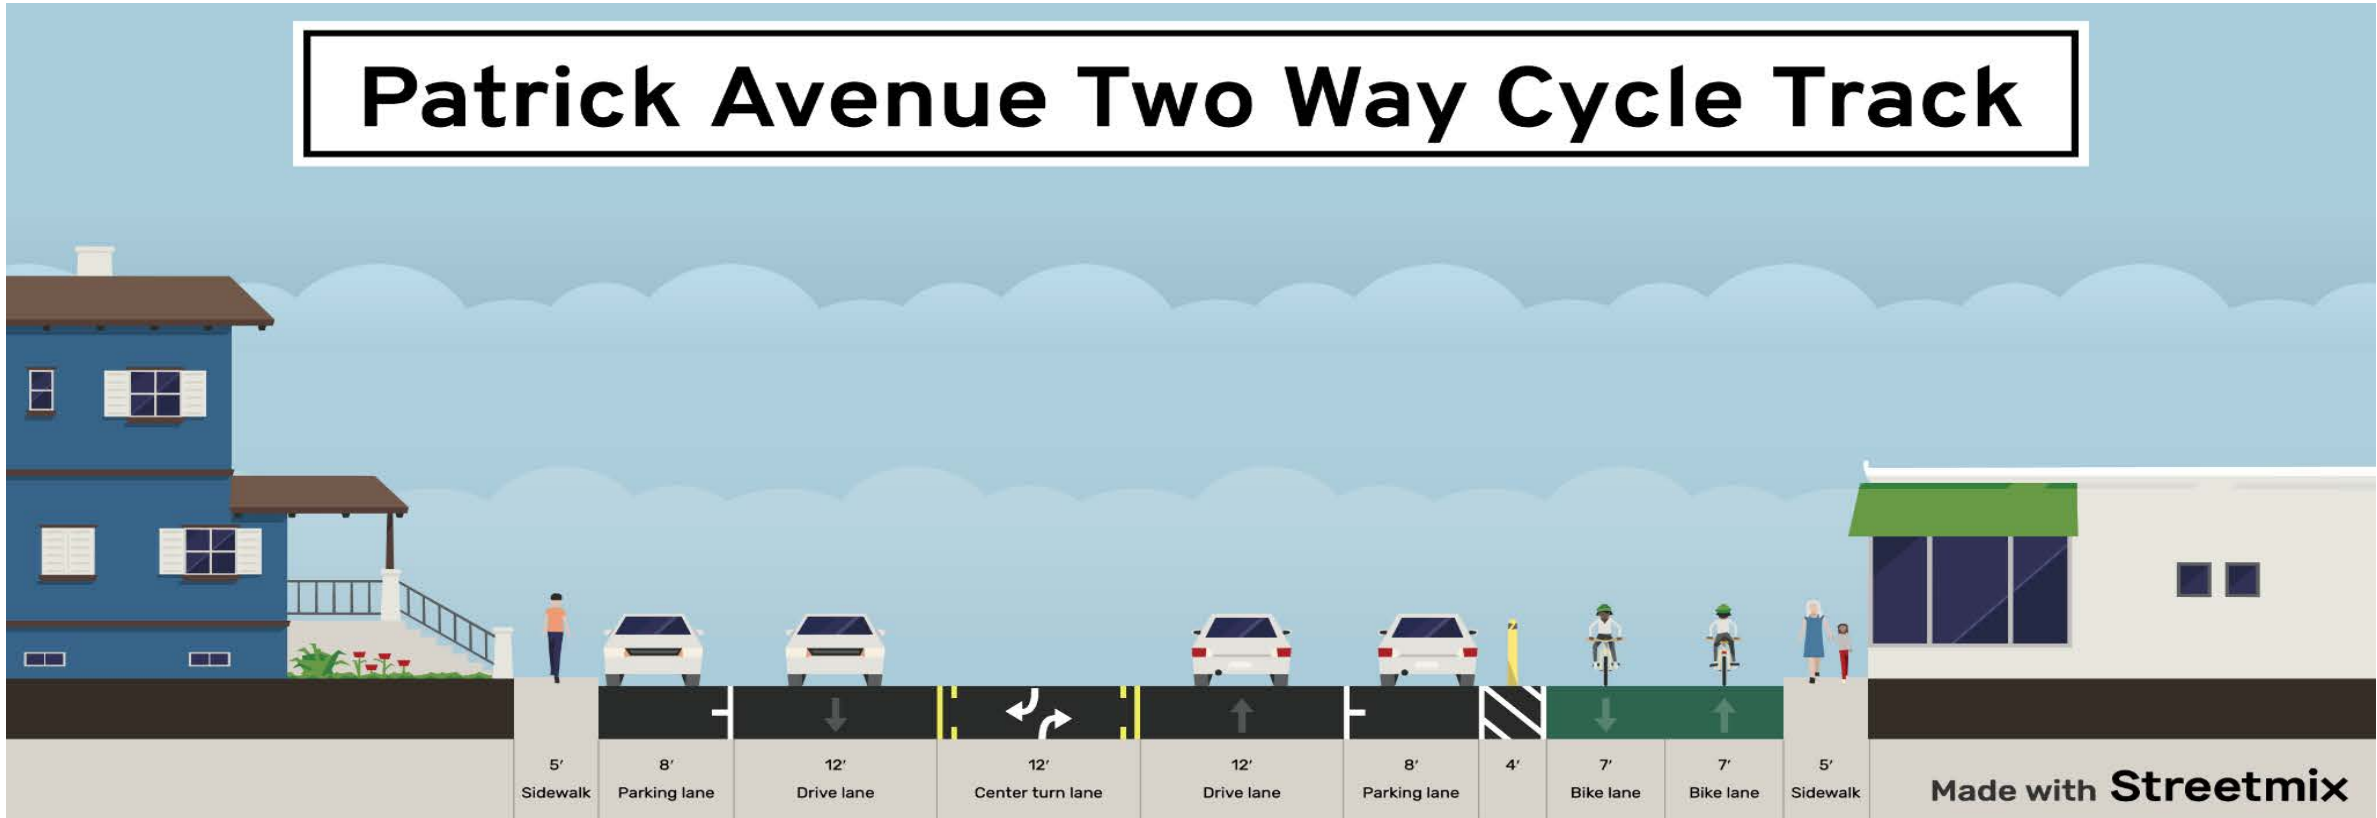 Patrick Avenue Two Way Cycle Track
5' 8' 12' 12' 12' 8' 4' 7' 7' 5'
Sidewalk Parking lane Drive lane Center turn lane Drive lane Parking lane Bike lane Bike lane Sidewalk
Made with Streetmix